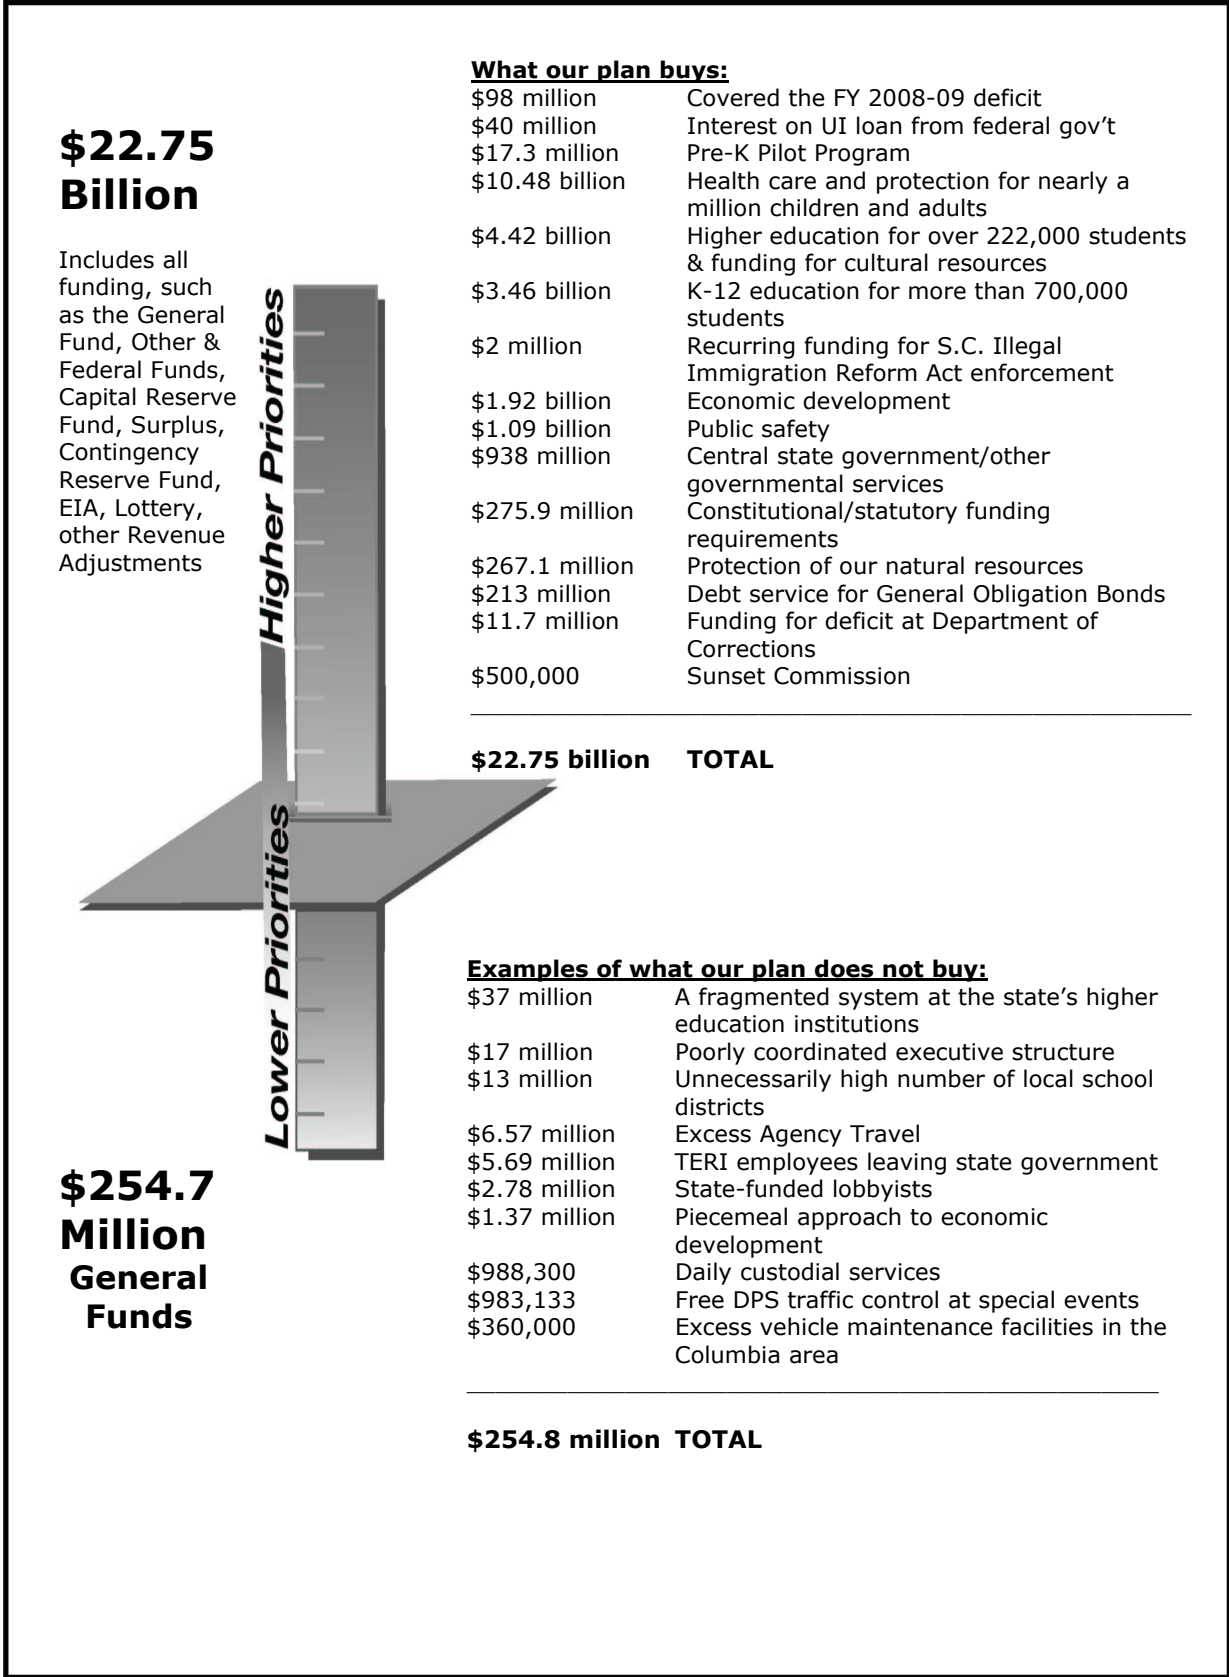 $22.75
Billion
Includes all
funding, such
as the General
Fund, Other &
Federal Funds,
Capital Reserve
Fund, Surplus,
Contingency
Reserve Fund,
EIA, Lottery,
other Revenue
Adjustments
Higher Priorities
What our plan buys:
$98 million Covered the FY 2008-09 deficit
$40 million Interest on UI loan from federal gov’t
$17.3 million Pre-K Pilot Program
$10.48 billion Health care and protection for nearly a
million children and adults
$4.42 billion Higher education for over 222,000 students
& funding for cultural resources
$3.46 billion K-12 education for more than 700,000
students
$2 million Recurring funding for S.C. Illegal
Immigration Reform Act enforcement
$1.92 billion Economic development
$1.09 billion Public safety
$938 million Central state government/other
governmental services
$275.9 million Constitutional/statutory funding
requirements
$267.1 million Protection of our natural resources
$213 million Debt service for General Obligation Bonds
$11.7 million Funding for deficit at Department of
Corrections
$500,000 Sunset Commission
$22.75 billion TOTAL
Lower Priorities
$254.7
Million
General
Funds
Examples of what our plan does not buy:
$37 million A fragmented system at the state’s higher
education institutions
$17 million Poorly coordinated executive structure
$13 million Unnecessarily high number of local school
districts
$6.57 million Excess Agency Travel
$5.69 million TERI employees leaving state government
$2.78 million State-funded lobbyists
$1.37 million Piecemeal approach to economic
development
$988,300 Daily custodial services
$983,133 Free DPS traffic control at special events
$360,000 Excess vehicle maintenance facilities in the
Columbia area
$254.8 million TOTAL